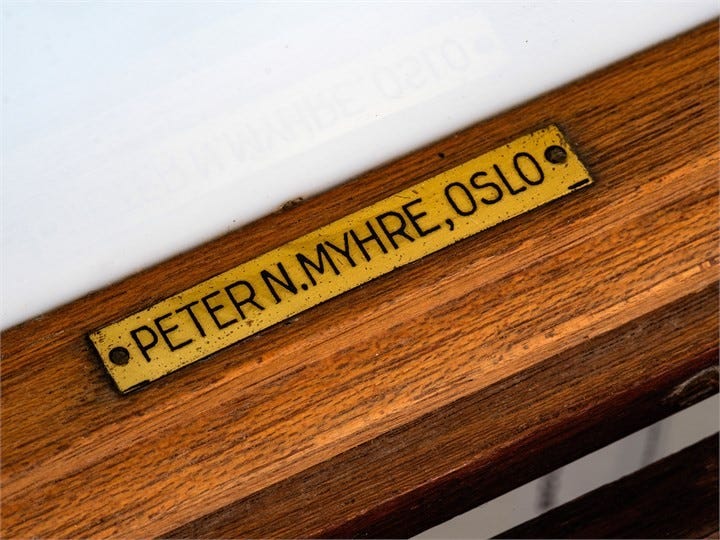 PETER N. MYHRE, OSLO